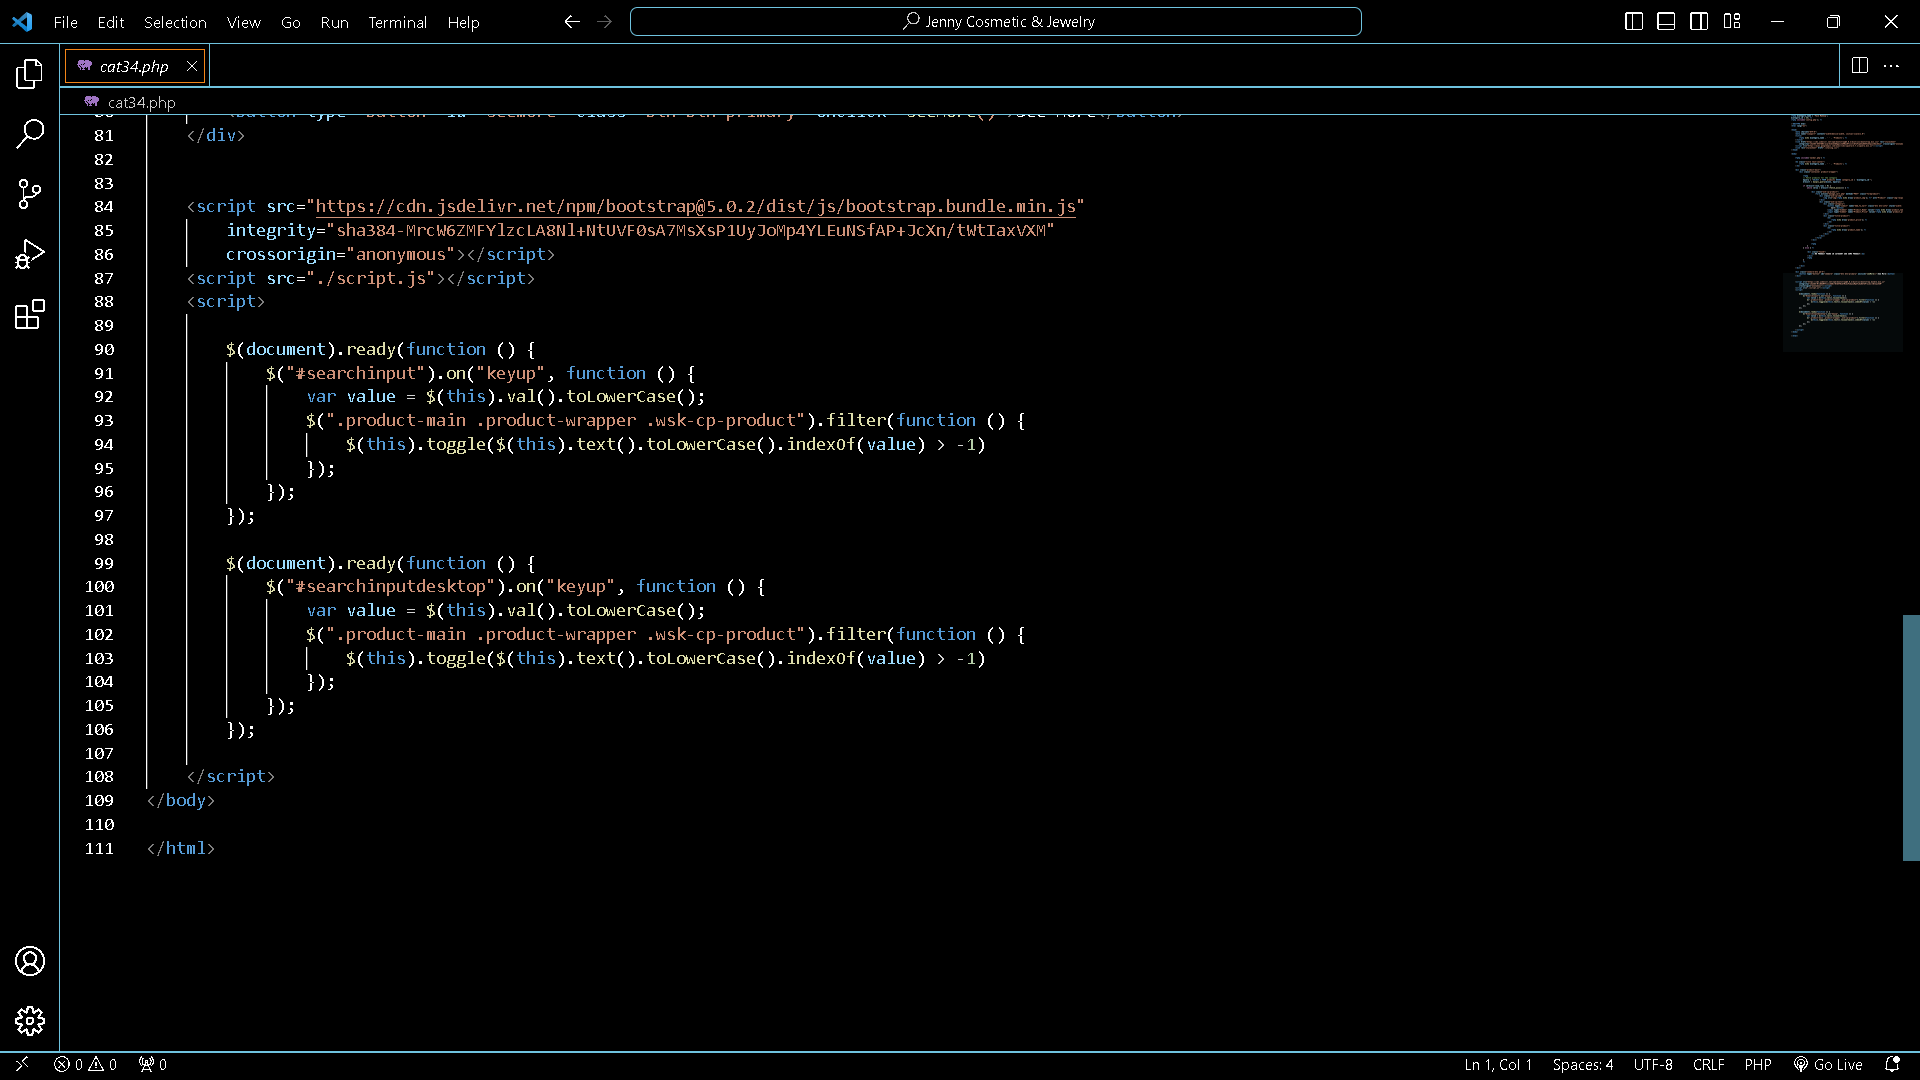 File Edit Selection View Go Run Terminal Help
Jenny Cosmetic & Jewelry
cat34.php
cat34.php
81 </div>
82
83
84 <script src="https://cdn.jsdelivr.net/npm/bootstrap@5.0.2/dist/js/bootstrap.bundle.min.js"
85 integrity="sha384-MrcW6ZMFYlzcLA8Nl+NtUVF0sA7MsXsP1UyJoMp4YLEuNSfAP+JcXn/tWtIaxVXM"
86 crossorigin="anonymous"></script>
87 <script src="./script.js"></script>
88 <script>
89
90 $(document).ready(function () {
91 $("#searchinput").on("keyup", function () {
92 var value = $(this).val().toLowerCase();
93 $(".product-main .product-wrapper .wsk-cp-product").filter(function () {
94 $(this).toggle($(this).text().toLowerCase().indexOf(value) > -1)
95 });
96 });
97 });
98
99 $(document).ready(function () {
100 $("#searchinputdesktop").on("keyup", function () {
101 var value = $(this).val().toLowerCase();
102 $(".product-main .product-wrapper .wsk-cp-product").filter(function () {
103 $(this).toggle($(this).text().toLowerCase().indexOf(value) > -1)
104 });
105 });
106 });
107
108 </script>
109 </body>
110
111 </html>
0 0 0 Ln 1, Col 1 Spaces: 4 UTF-8 CRLF PHP Go Live